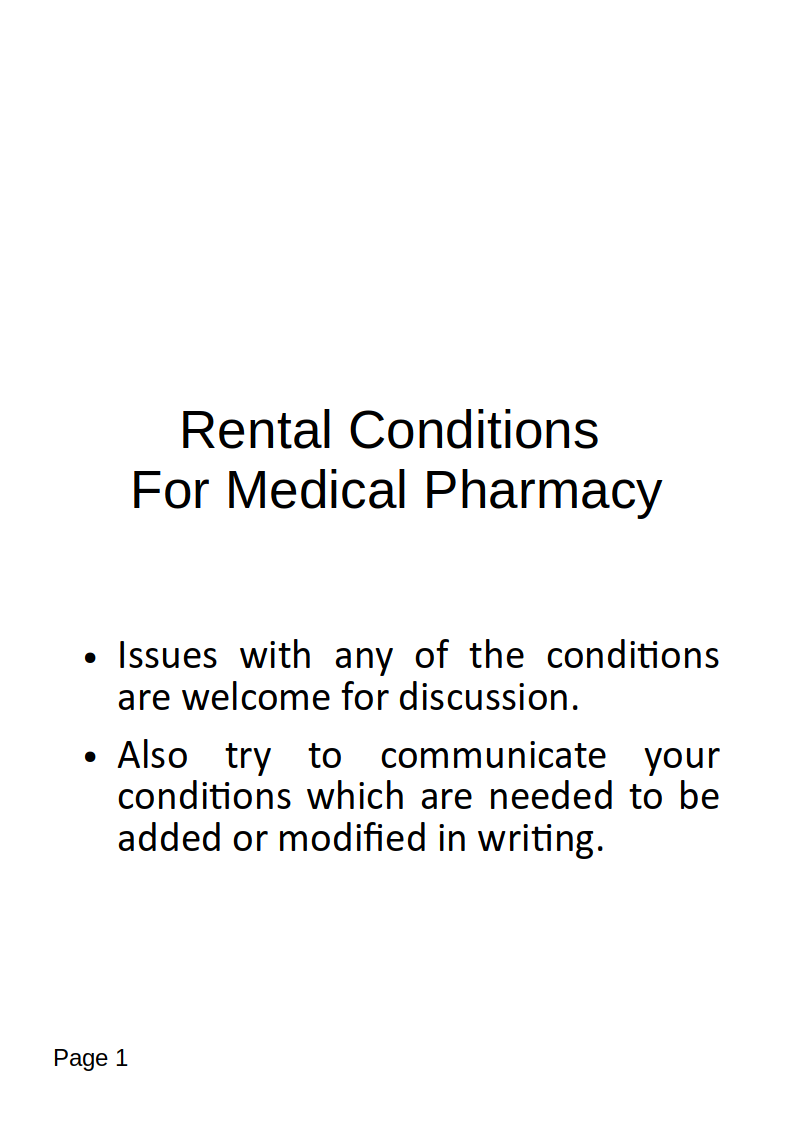 Rental Conditions
For Medical Pharmacy
• Issues with any of the conditions
are welcome for discussion.
• Also try to communicate your
conditions which are needed to be
added or modified in writing.
Page 1